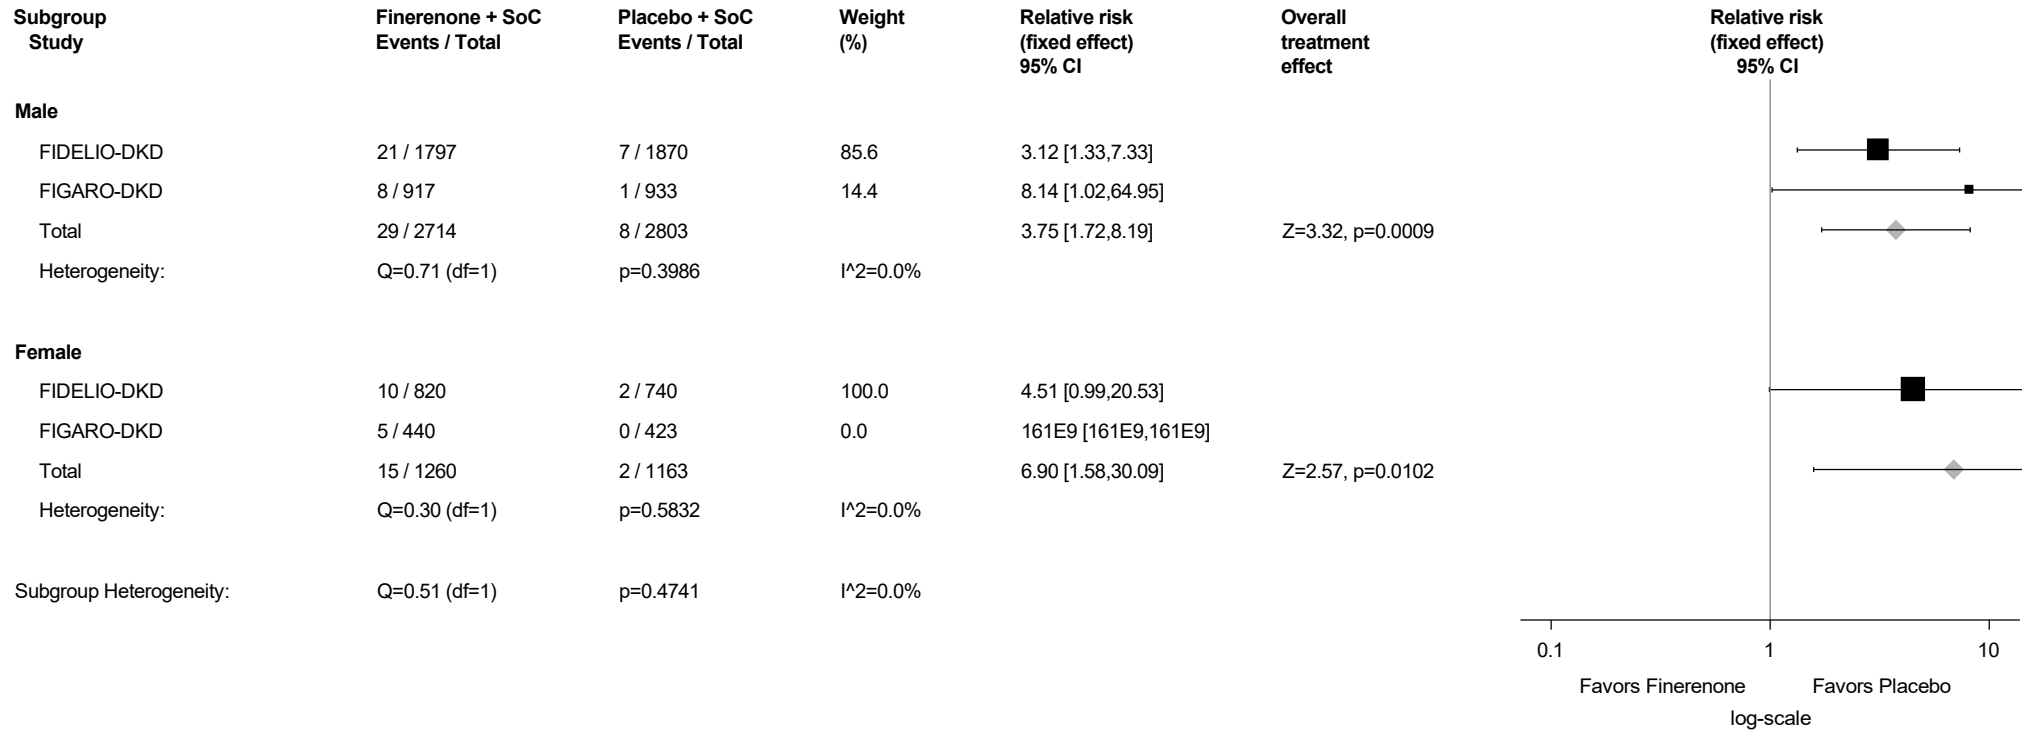 Subgroup Finerenone + SoC Placebo + SoC Weight Relative risk Overall Relative risk
Study Events / Total Events / Total (%) (fixed effect) treatment (fixed effect)
95% CI effect 95% CI
Male
FIDELIO-DKD 21 / 1797 7 / 1870 85.6 3.12 [1.33,7.33]
FIGARO-DKD 8 / 917 1 / 933 14.4 8.14 [1.02,64.95]
Total 29 / 2714 8 / 2803 3.75 [1.72,8.19] Z=3.32, p=0.0009
Heterogeneity: Q=0.71 (df=1) p=0.3986 I^2=0.0%
Female
FIDELIO-DKD 10 / 820 2 / 740 100.0 4.51 [0.99,20.53]
FIGARO-DKD 5 / 440 0 / 423 0.0 161E9 [161E9,161E9]
Total 15 / 1260 2 / 1163 6.90 [1.58,30.09] Z=2.57, p=0.0102
Heterogeneity: Q=0.30 (df=1) p=0.5832 I^2=0.0%
Subgroup Heterogeneity: Q=0.51 (df=1) p=0.4741 I^2=0.0%
0.1 1 10
Favors Finerenone Favors Placebo
log-scale